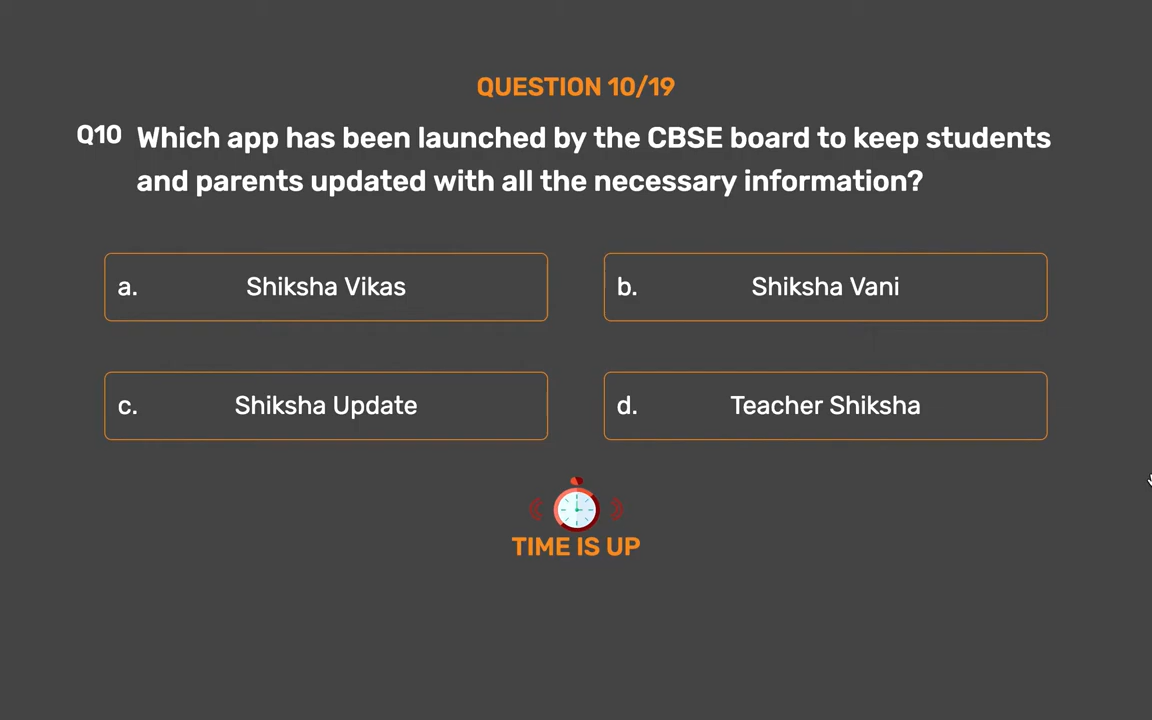 QUESTION 10/19
Q10 Which app has been launched by the CBSE board to keep students
and parents updated with all the necessary information?
a. Shiksha Vikas
b. Shiksha Vani
c. Shiksha Update
d. Teacher Shiksha
TIME IS UP